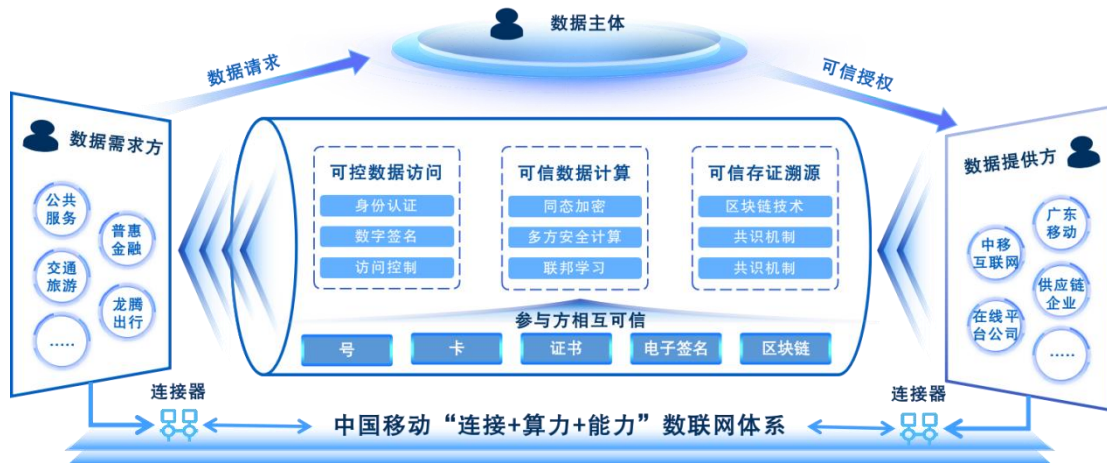 数据主体
数据请求
可信授权
数据需求方
公共
服务
普惠
金融
交通
旅游
龙腾
出行
.....
可控数据访问
身份认证
数字签名
访问控制
可信数据计算
同态加密
多方安全计算
联邦学习
可信存证溯源
区块链技术
共识机制
共识机制
参与方相互可信
号
卡
证书
电子签名
区块链
数据提供方
广东
移动
中移
互联网
供应链
企业
在线平
台公司
.....
连接器
中国移动“连接+算力+能力”数联网体系
连接器